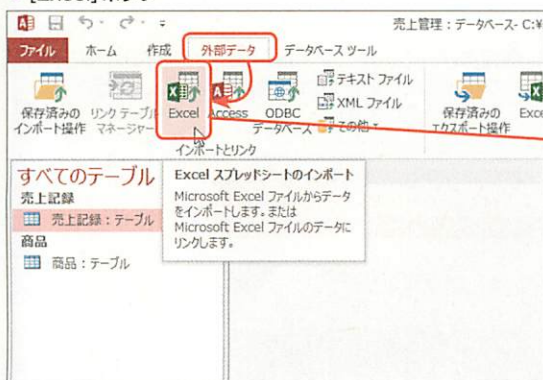 売上管理：データベース- C:¥
ファイル ホーム 作成 外部データ データベース ツール
保存済みの インポート操作
リンク テーブル マネージャー
Excel
Access
ODBC データベース
テキスト ファイル
XML ファイル
その他
保存済みの エクスポート操作
Excel
インポートとリンク
すべてのテーブル
売上記録
売上記録：テーブル
商品
商品：テーブル
Excel スプレッドシートのインポート
Microsoft Excel ファイルからデータ
をインポートします。または
Microsoft Excel ファイルのデータに
リンクします。